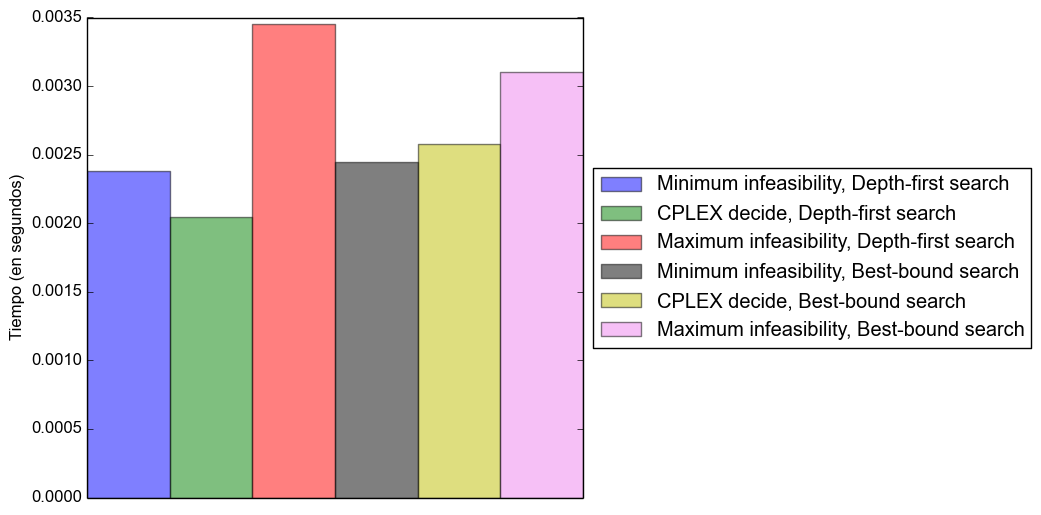 0.0035
0.0030
0.0025
0.0020
0.0015
0.0010
0.0005
0.0000
Tiempo (en segundos)
Minimum infeasibility, Depth-first search
CPLEX decide, Depth-first search
Maximum infeasibility, Depth-first search
Minimum infeasibility, Best-bound search
CPLEX decide, Best-bound search
Maximum infeasibility, Best-bound search